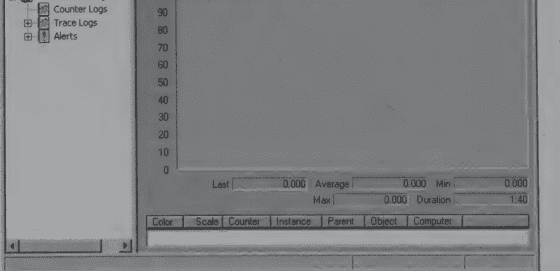 Counter Logs
Trace Logs
Alerts
90
80
70
60
50
40
30
20
10
0
Last 0.000 Average 0.000 Min 0.000
Max 0.000 Duration 1:40
Color Scale Counter Instance Parent Object Computer